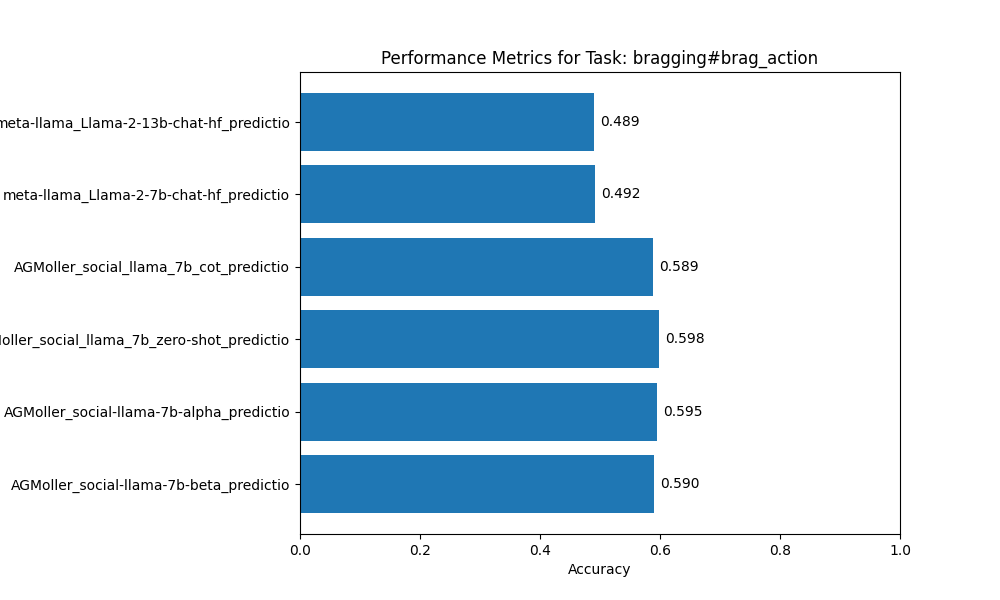 Performance Metrics for Task: bragging#brag_action
meta-llama_Llama-2-13b-chat-hf_predictio 0.489
meta-llama_Llama-2-7b-chat-hf_predictio 0.492
AGMoller_social_llama_7b_cot_predictio 0.589
oller_social_llama_7b_zero-shot_predictio 0.598
AGMoller_social-llama-7b-alpha_predictio 0.595
AGMoller_social-llama-7b-beta_predictio 0.590
0.0 0.2 0.4 0.6 0.8 1.0
Accuracy